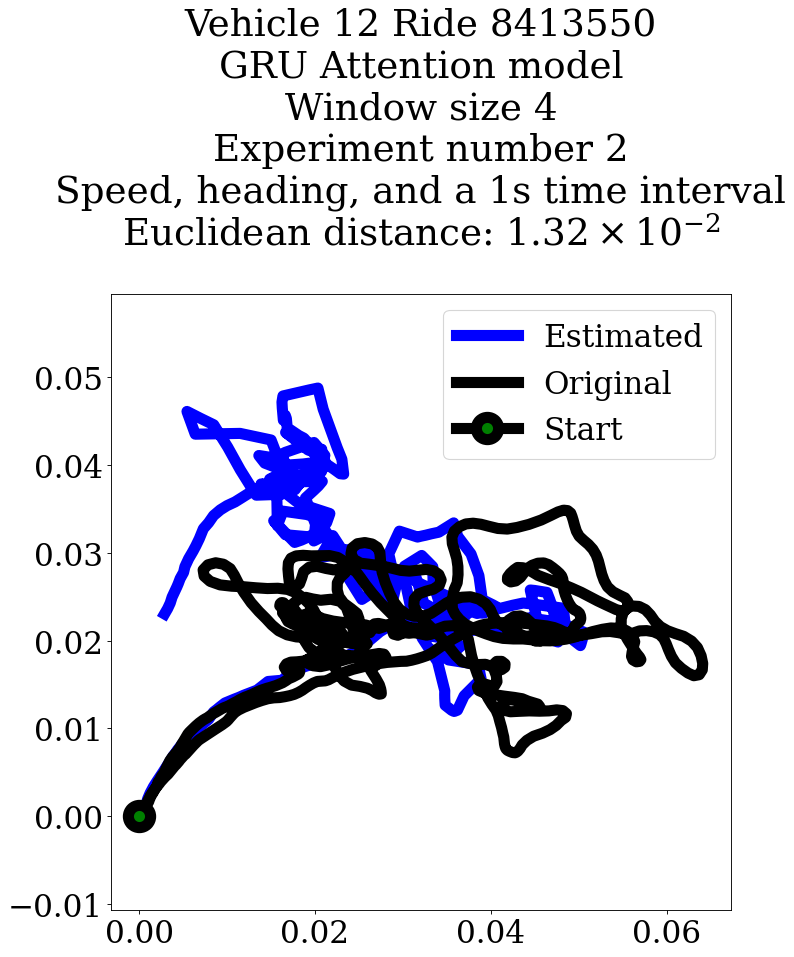 Vehicle 12 Ride 8413550
GRU Attention model
Window size 4
Experiment number 2
Speed, heading, and a 1s time interval
Euclidean distance: 1.32 × 10⁻²
Estimated
Original
Start
0.05
0.04
0.03
0.02
0.01
0.00
−0.01
0.00 0.02 0.04 0.06